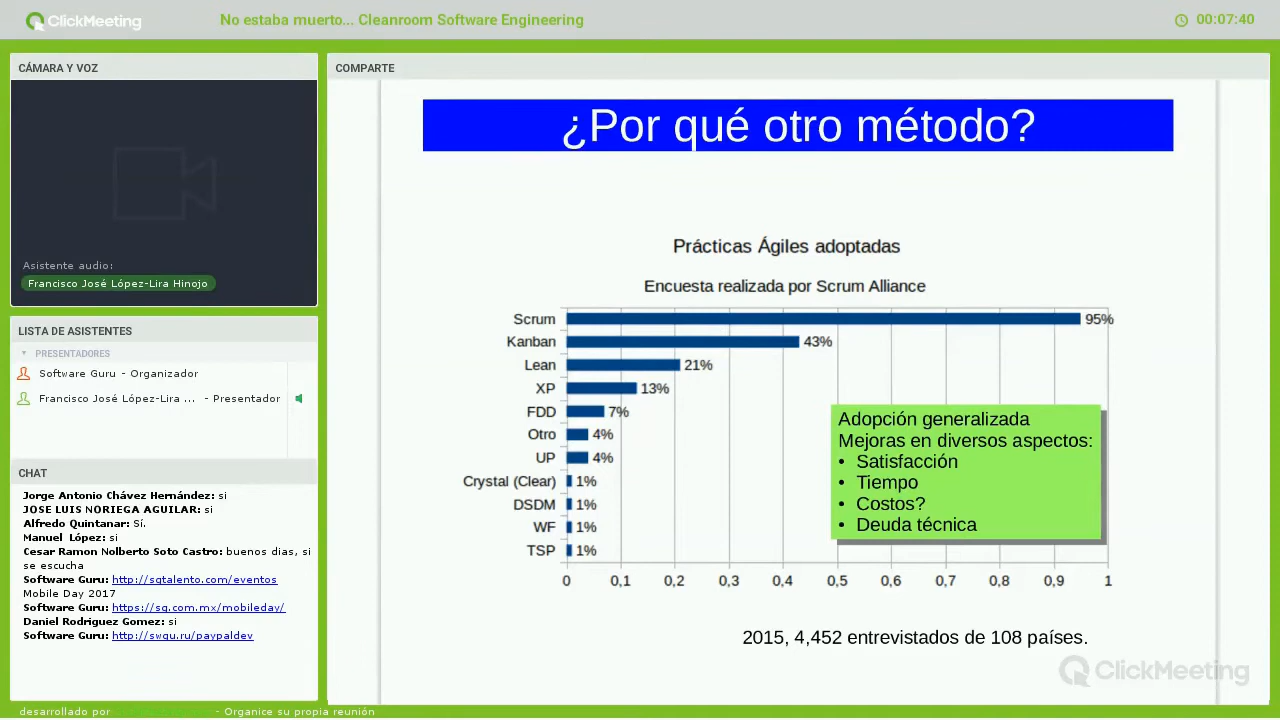 ClickMeeting
No estaba muerto... Cleanroom Software Engineering
00:07:40
CÁMARA Y VOZ
Asistente audio:
Francisco José López-Lira Hinojo
LISTA DE ASISTENTES
PRESENTADORES
Software Guru - Organizador
Francisco José López-Lira ... - Presentador
CHAT
Jorge Antonio Chávez Hernández: si
JOSE LUIS NORIEGA AGUILAR: si
Alfredo Quintanar: Sí.
Manuel López: si
Cesar Ramon Nolberto Soto Castro: buenos dias, si
se escucha
Software Guru: http://sgtalento.com/eventos
Mobile Day 2017
Software Guru: https://sg.com.mx/mobileday/
Daniel Rodriguez Gomez: si
Software Guru: http://swgu.ru/paypaldev
desarrollado por
- Organice su propia reunión
COMPARTE
¿Por qué otro método?
Prácticas Ágiles adoptadas
Encuesta realizada por Scrum Alliance
Scrum 95%
Kanban 43%
Lean 21%
XP 13%
FDD 7%
Otro 4%
UP 4%
Crystal (Clear) 1%
DSDM 1%
WF 1%
TSP 1%
0 0,1 0,2 0,3 0,4 0,5 0,6 0,7 0,8 0,9 1
Adopción generalizada
Mejoras en diversos aspectos:
• Satisfacción
• Tiempo
• Costos?
• Deuda técnica
2015, 4,452 entrevistados de 108 países.
ClickMeeting